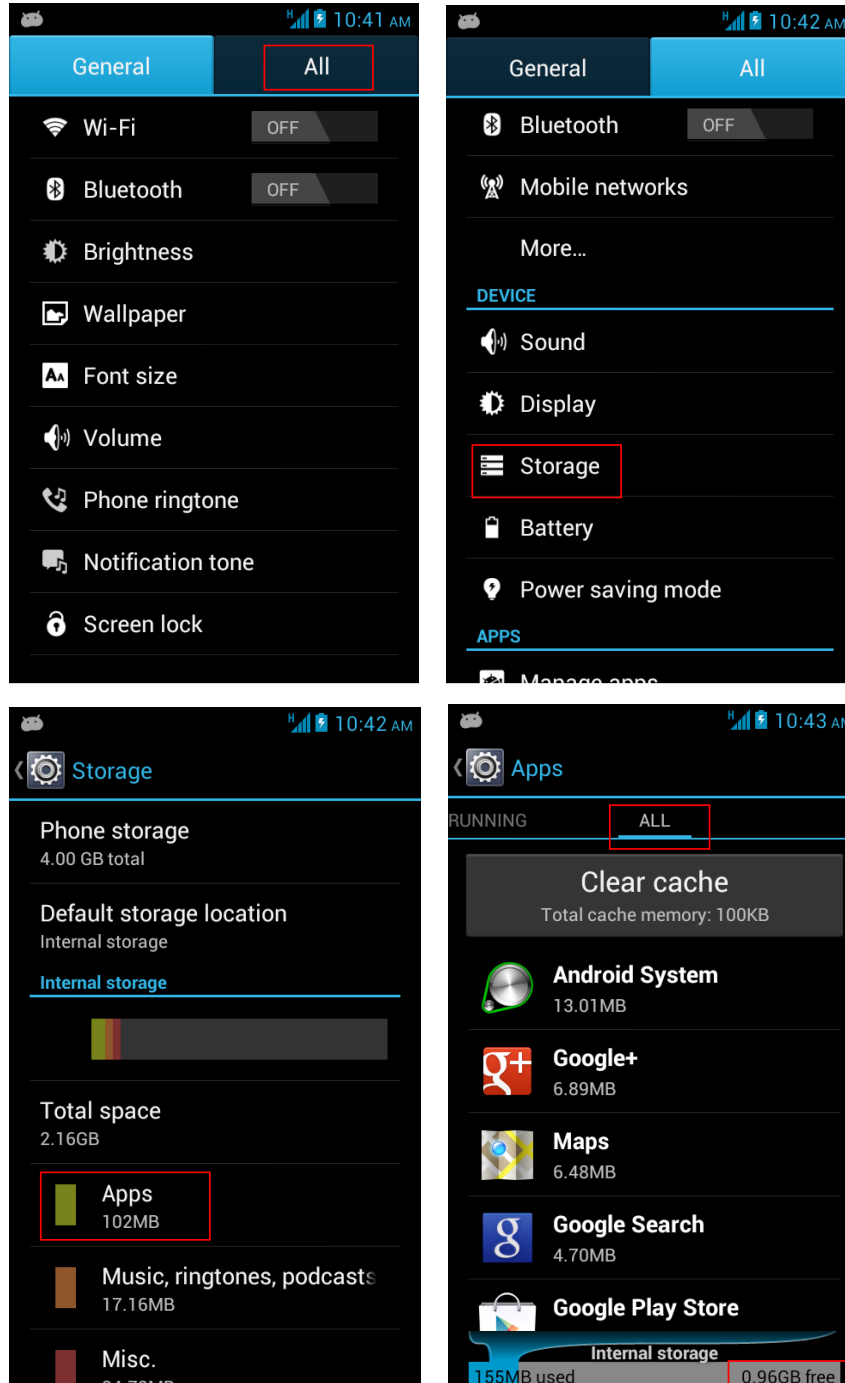 H 10:41 AM
General All
Wi-Fi OFF
Bluetooth OFF
Brightness
Wallpaper
AA Font size
Volume
Phone ringtone
Notification tone
Screen lock
H 10:42 AM
General All
Bluetooth OFF
Mobile networks
More...
DEVICE
Sound
Display
Storage
Battery
Power saving mode
APPS
Manage apps
H 10:42 AM
Storage
Phone storage
4.00 GB total
Default storage location
Internal storage
Internal storage
Total space
2.16GB
Apps
102MB
Music, ringtones, podcasts
17.16MB
Misc.
H 10:43 AM
Apps
RUNNING ALL
Clear cache
Total cache memory: 100KB
Android System
13.01MB
g+ Google+
6.89MB
Maps
6.48MB
g Google Search
4.70MB
Google Play Store
Internal storage
155MB used 0.96GB free